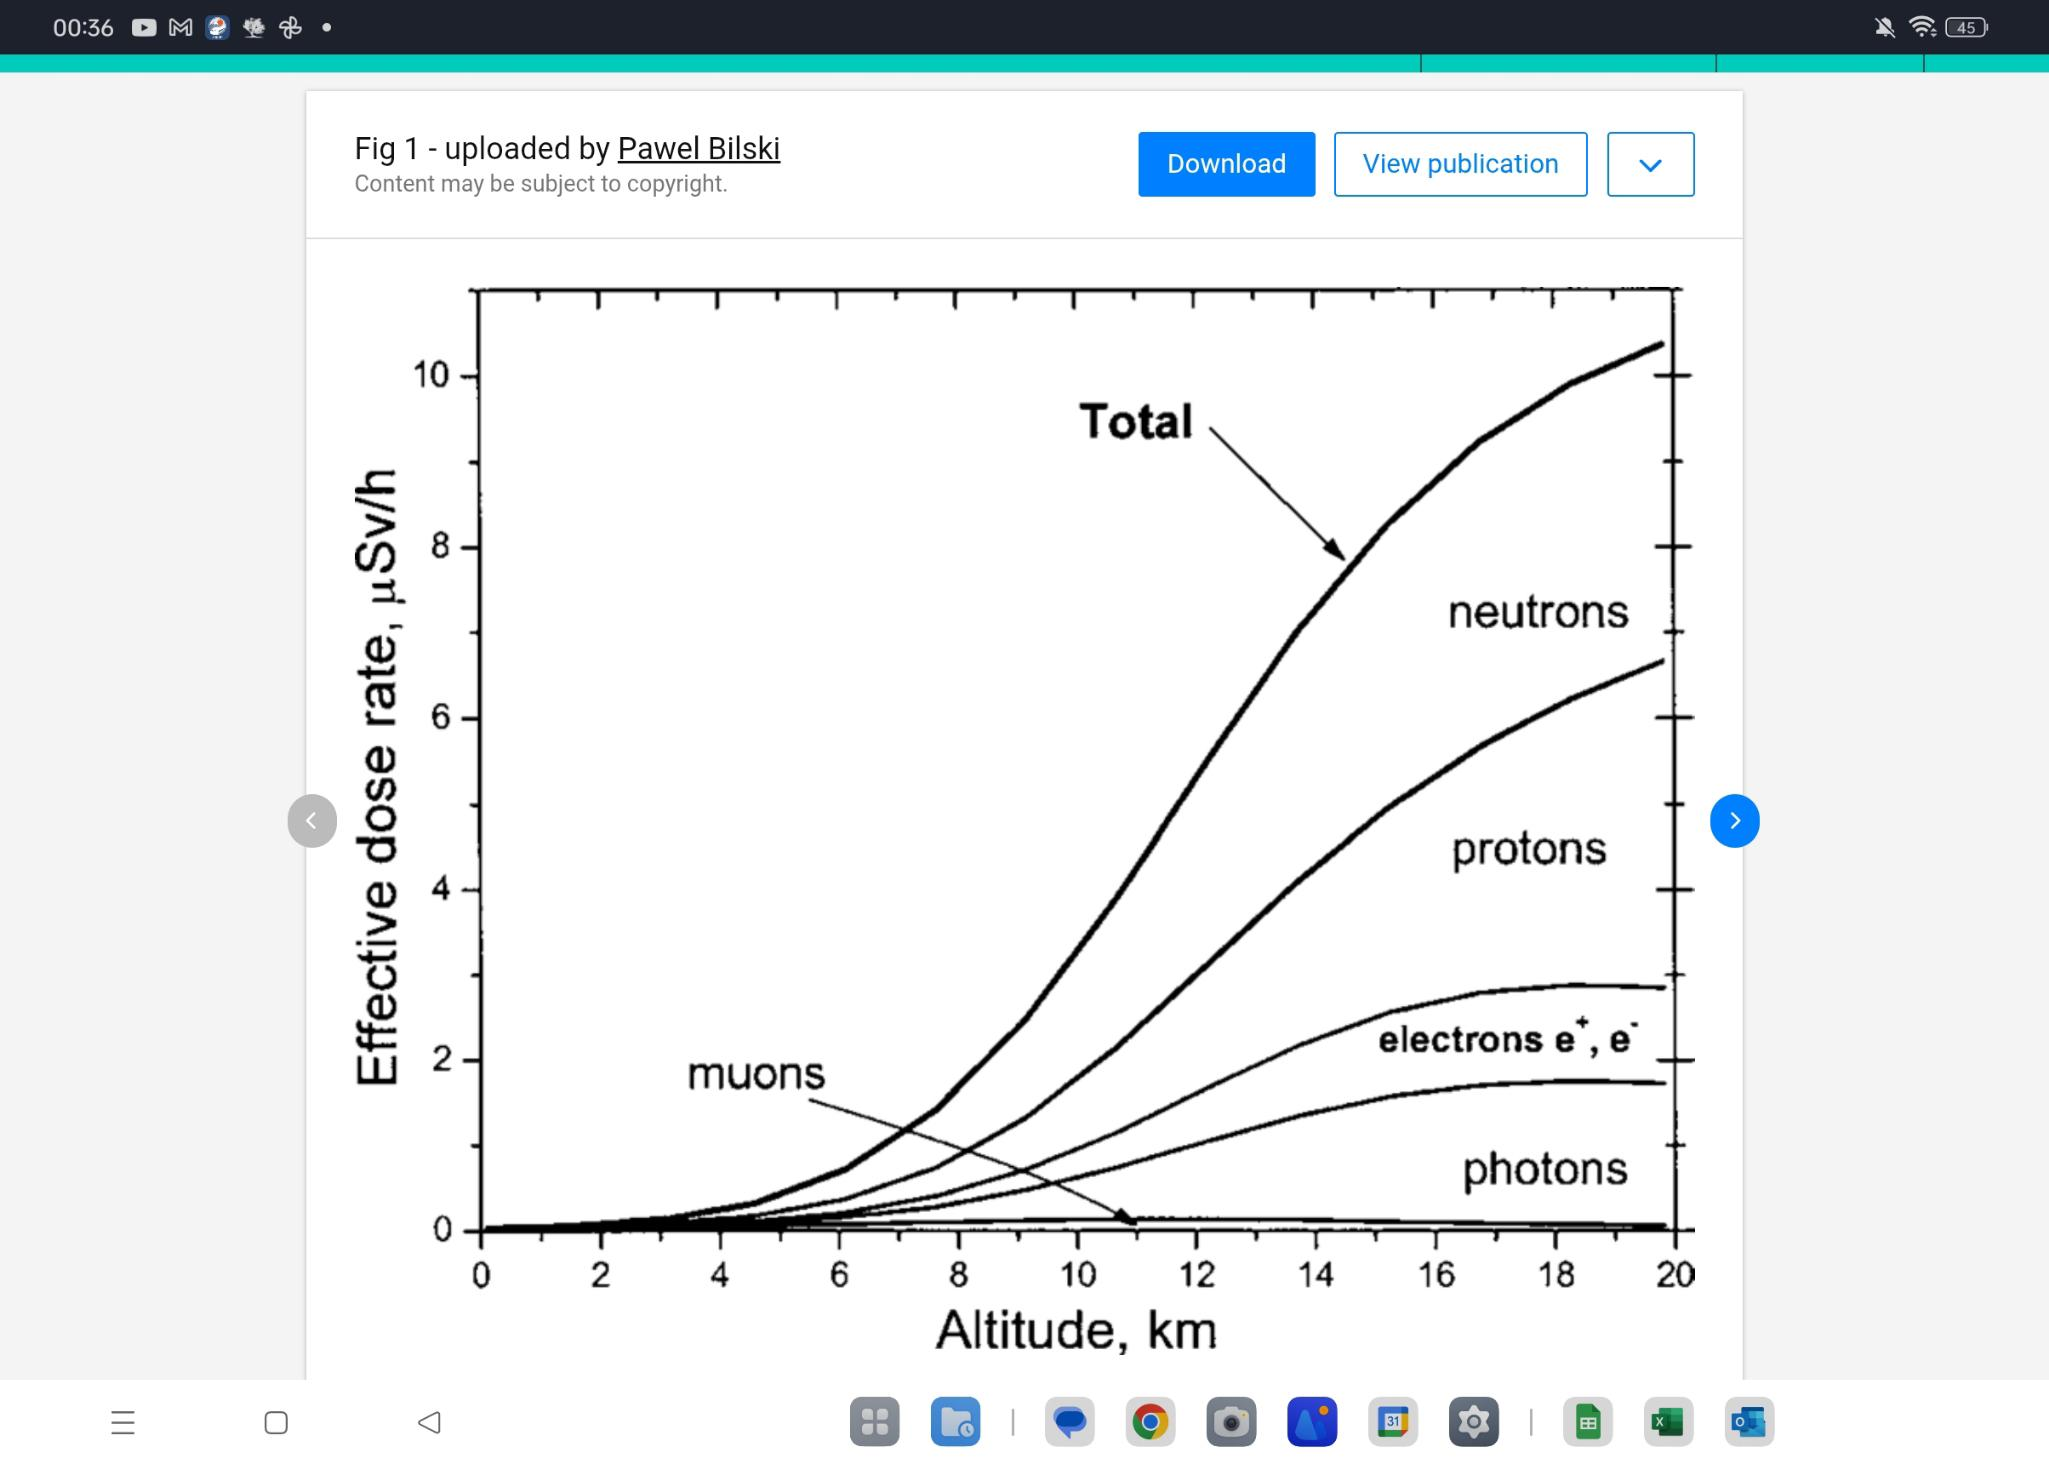 00:36
45
Fig 1 - uploaded by Pawel Bilski
Content may be subject to copyright.
Download
View publication
10
8
6
4
2
0
Effective dose rate, μSv/h
Total
neutrons
protons
electrons e+, e-
muons
photons
0 2 4 6 8 10 12 14 16 18 20
Altitude, km
31